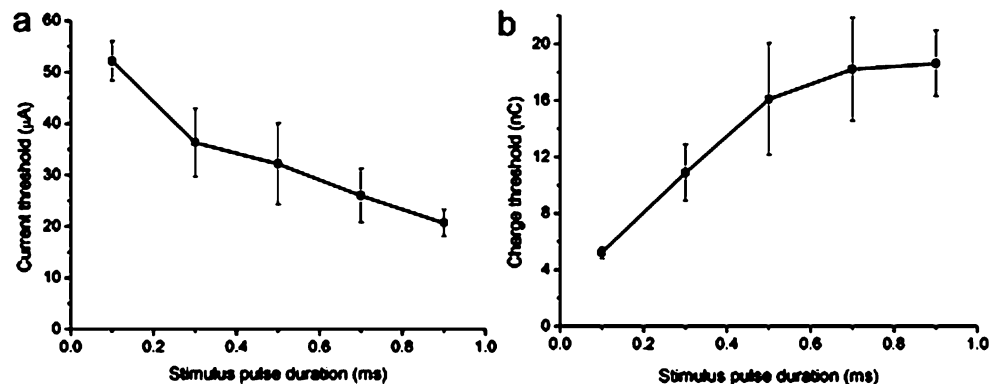 a
60
50
40
30
20
10
0
Current threshold (μA)
0.0 0.2 0.4 0.6 0.8 1.0
Stimulus pulse duration (ms)
b
20
16
12
8
4
0
Charge threshold (nC)
0.0 0.2 0.4 0.6 0.8 1.0
Stimulus pulse duration (ms)